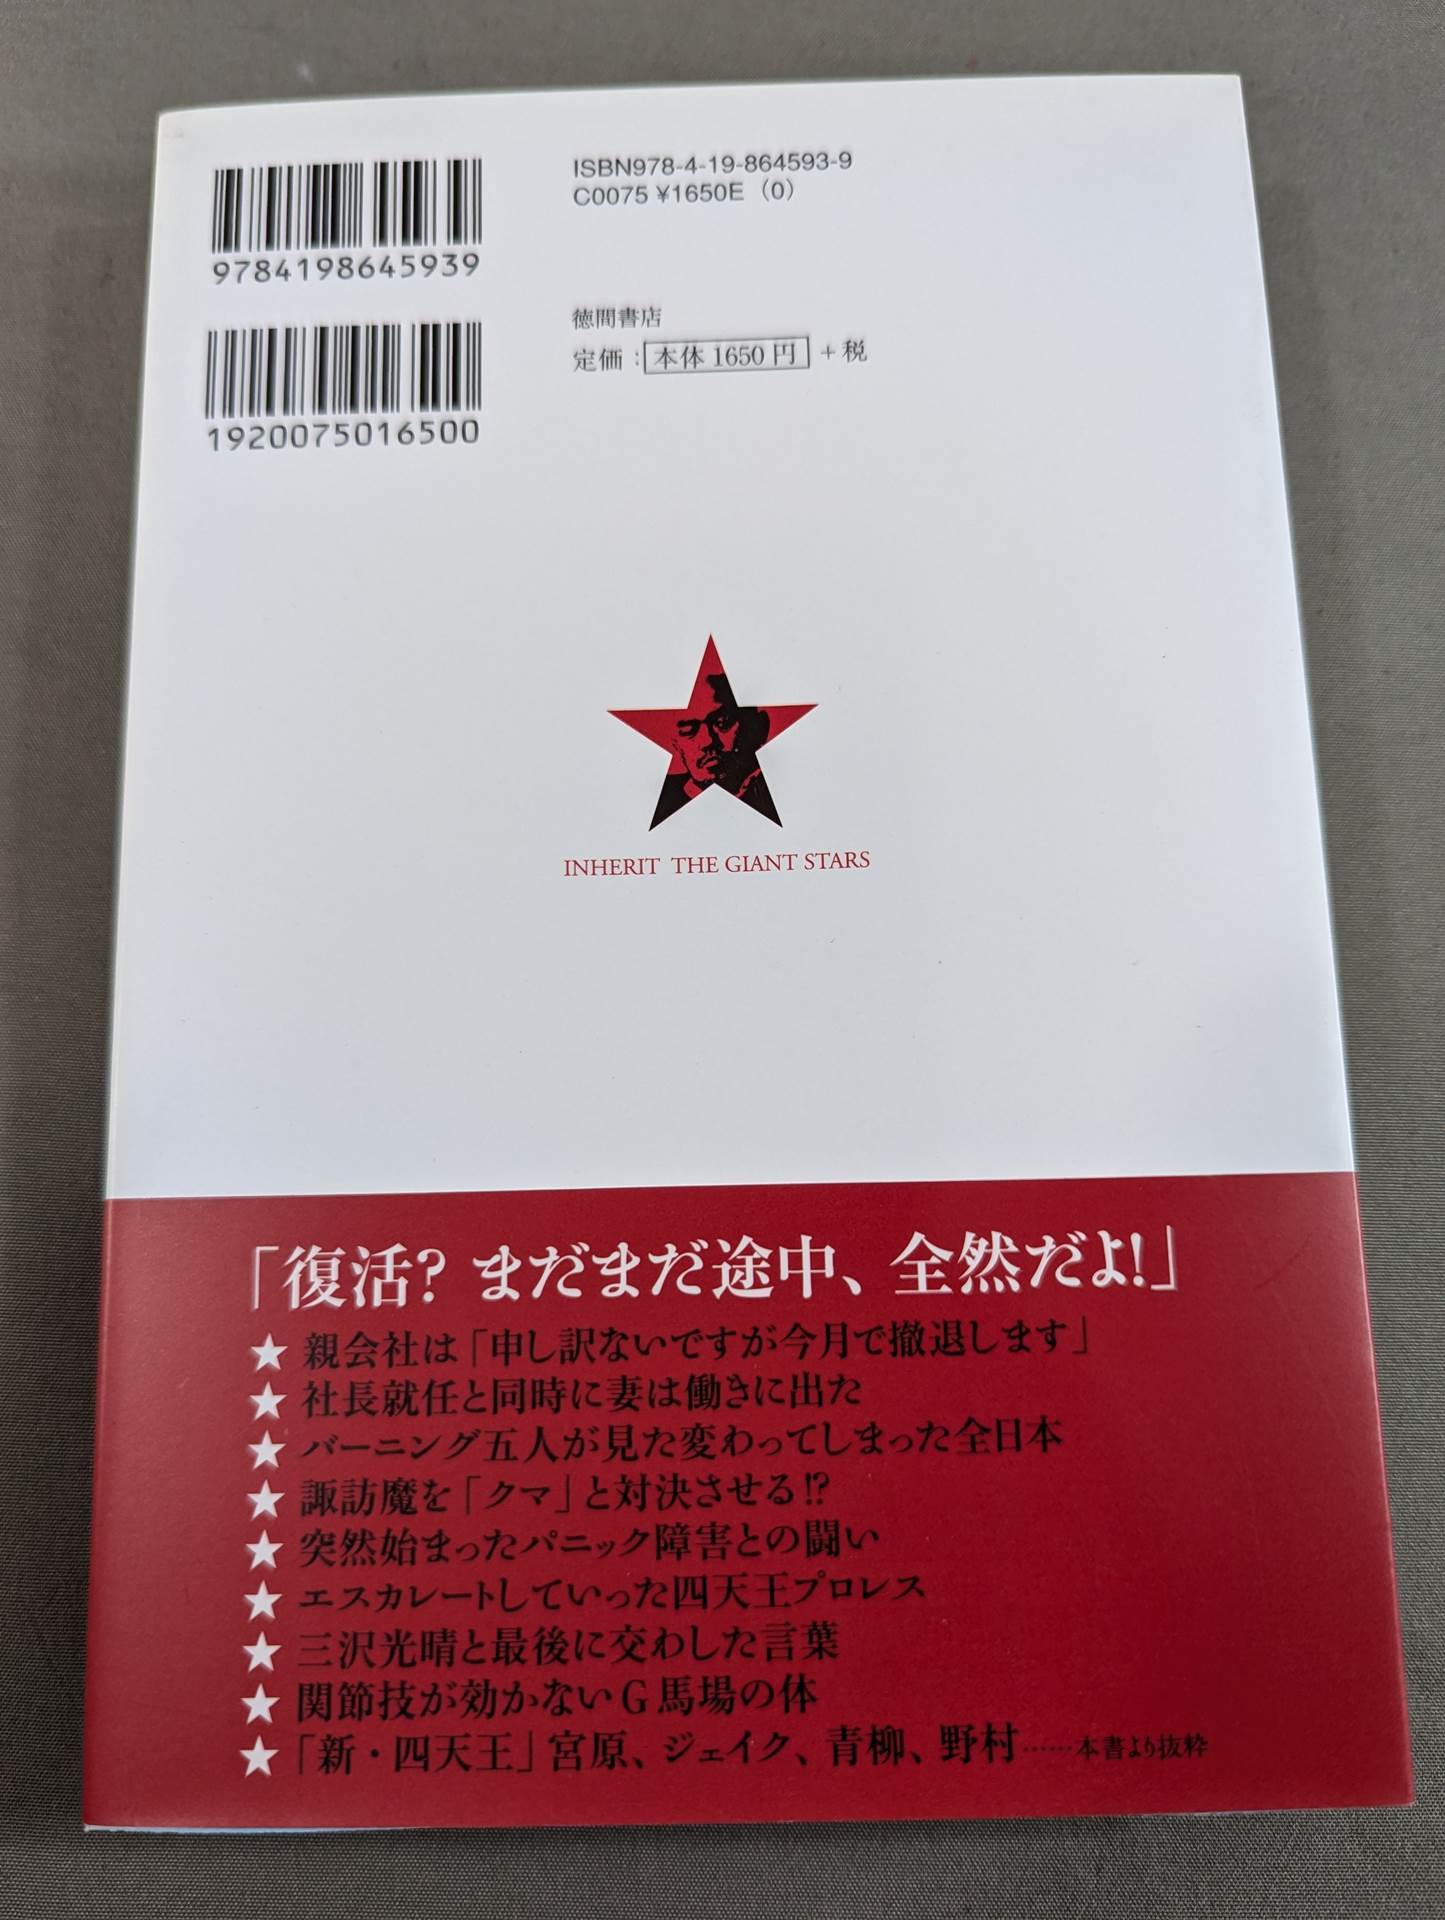 ISBN978-4-19-864593-9
C0075 ¥1650E (0)
9784198645939
徳間書店
定価：本体1650円＋税
1920075016500
INHERIT THE GIANT STARS
「復活？まだまだ途中、全然だよ！」
★ 親会社は「申し訳ないですが今月で撤退します」
★ 社長就任と同時に妻は働きに出た
★ バーニング五人が見た変わってしまった全日本
★ 諏訪魔を「クマ」と対決させる!?
★ 突然始まったパニック障害との闘い
★ エスカレートしていった四天王プロレス
★ 三沢光晴と最後に交わした言葉
★ 関節技が効かないG馬場の体
★ 「新・四天王」宮原、ジェイク、青柳、野村……本書より抜粋